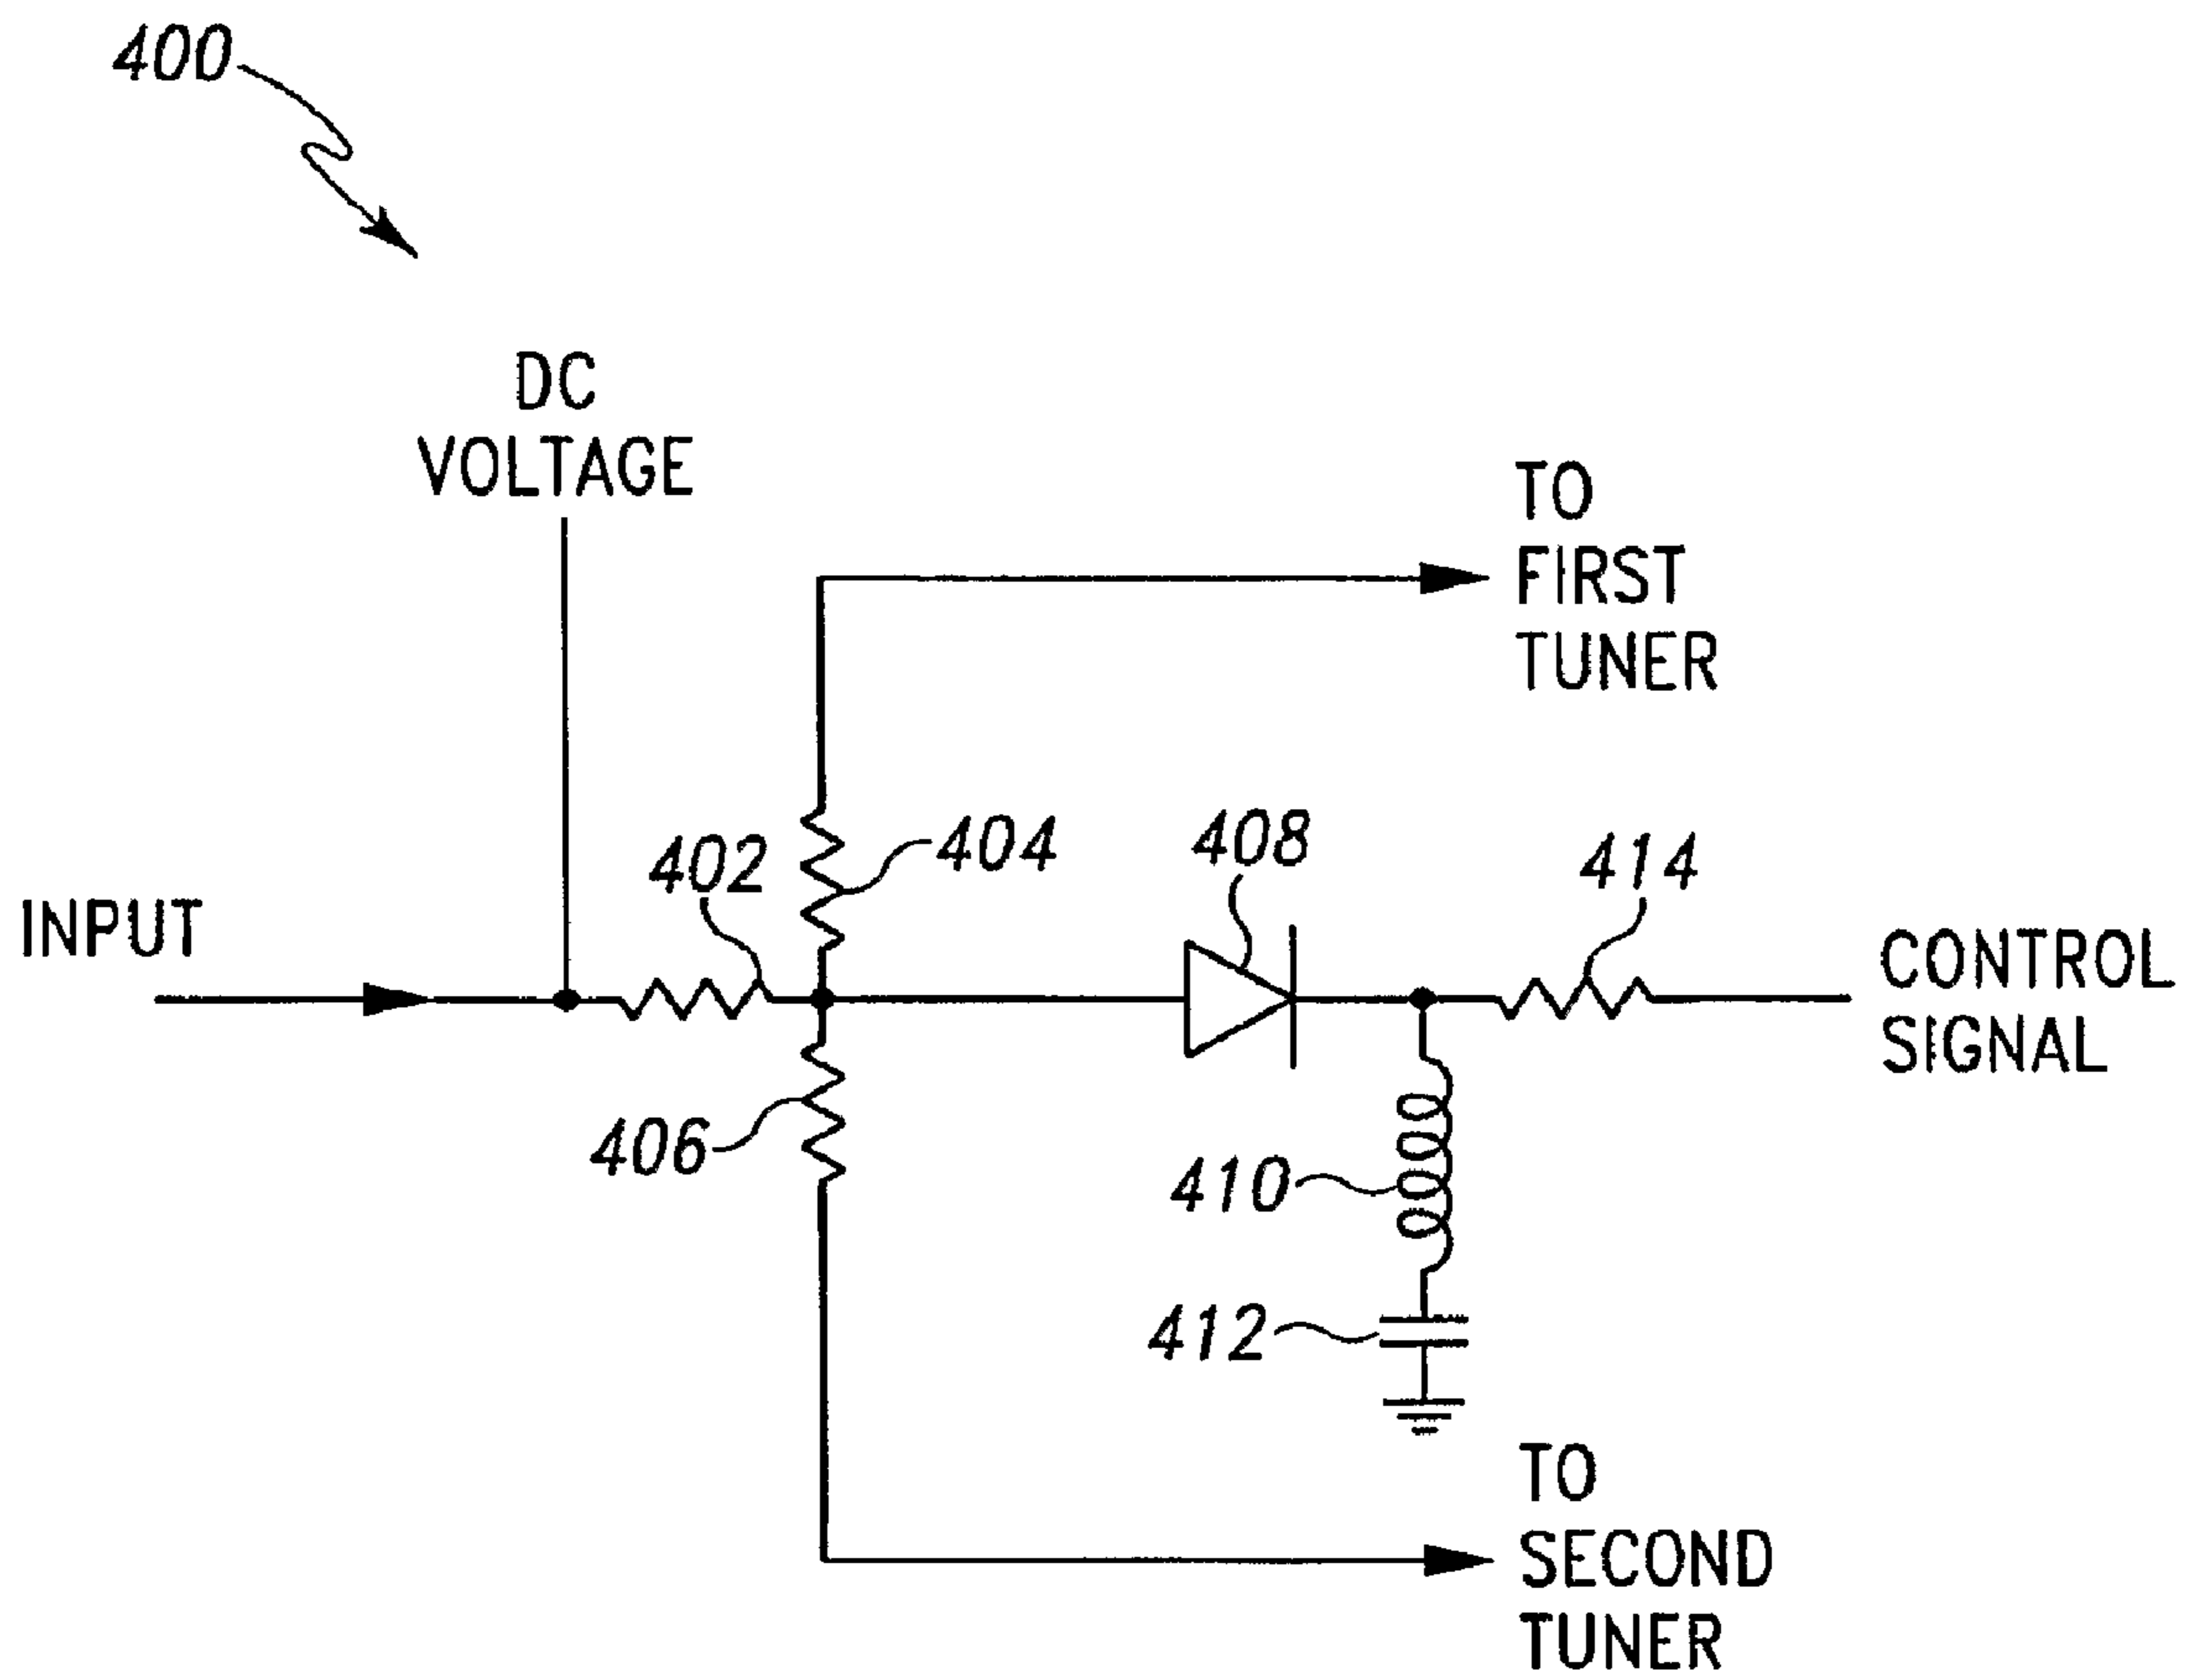 400
DC
VOLTAGE
TO
FIRST
TUNER
402
404
408
414
INPUT
CONTROL
SIGNAL
406
410
412
TO
SECOND
TUNER